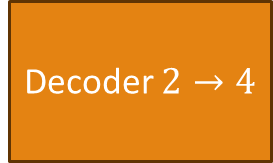 Decoder 2 → 4